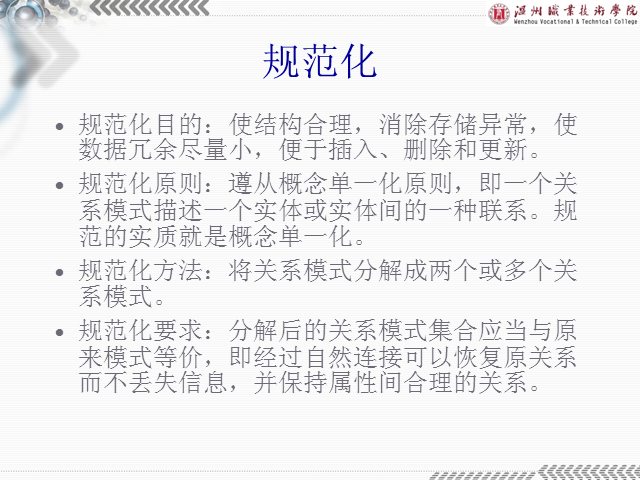 温州職業技術學院
Wenzhou Vocational & Technical College
规范化
• 规范化目的：使结构合理，消除存储异常，使
数据冗余尽量小，便于插入、删除和更新。
• 规范化原则：遵从概念单一化原则，即一个关
系模式描述一个实体或实体间的一种联系。规
范的实质就是概念单一化。
• 规范化方法：将关系模式分解成两个或多个关
系模式。
• 规范化要求：分解后的关系模式集合应当与原
来模式等价，即经过自然连接可以恢复原关系
而不丢失信息，并保持属性间合理的关系。